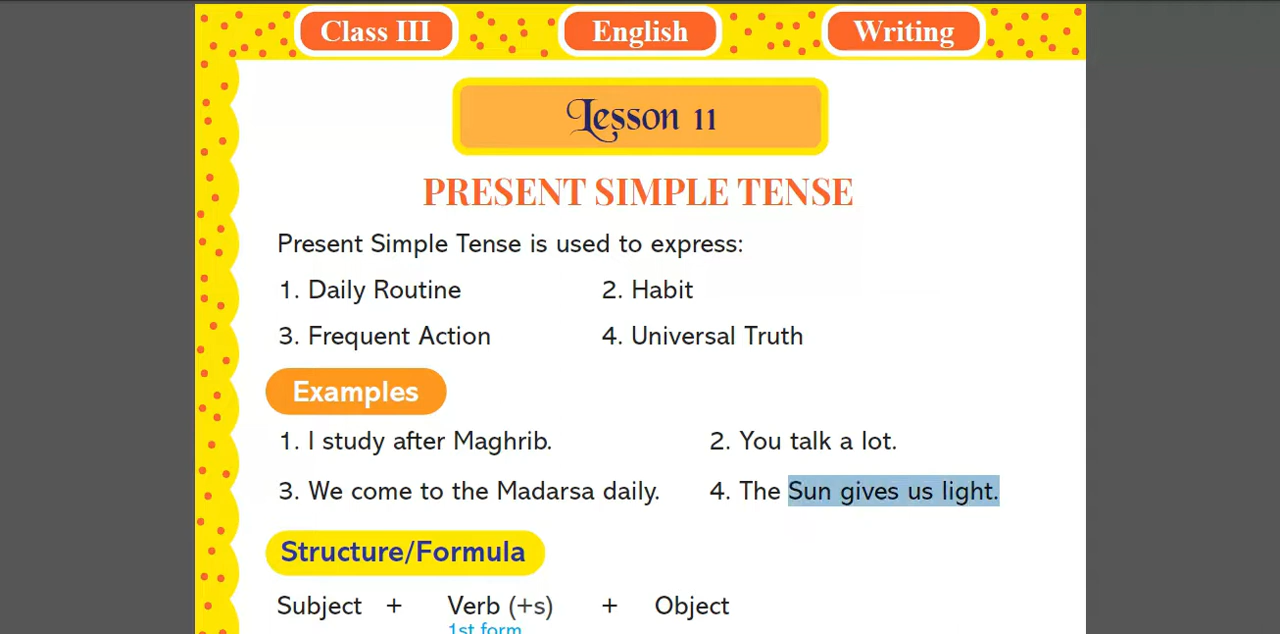 Class III English Writing
Lesson 11
PRESENT SIMPLE TENSE
Present Simple Tense is used to express:
1. Daily Routine 2. Habit
3. Frequent Action 4. Universal Truth
Examples
1. I study after Maghrib. 2. You talk a lot.
3. We come to the Madarsa daily. 4. The Sun gives us light.
Structure/Formula
Subject + Verb (+s) + Object
1st form